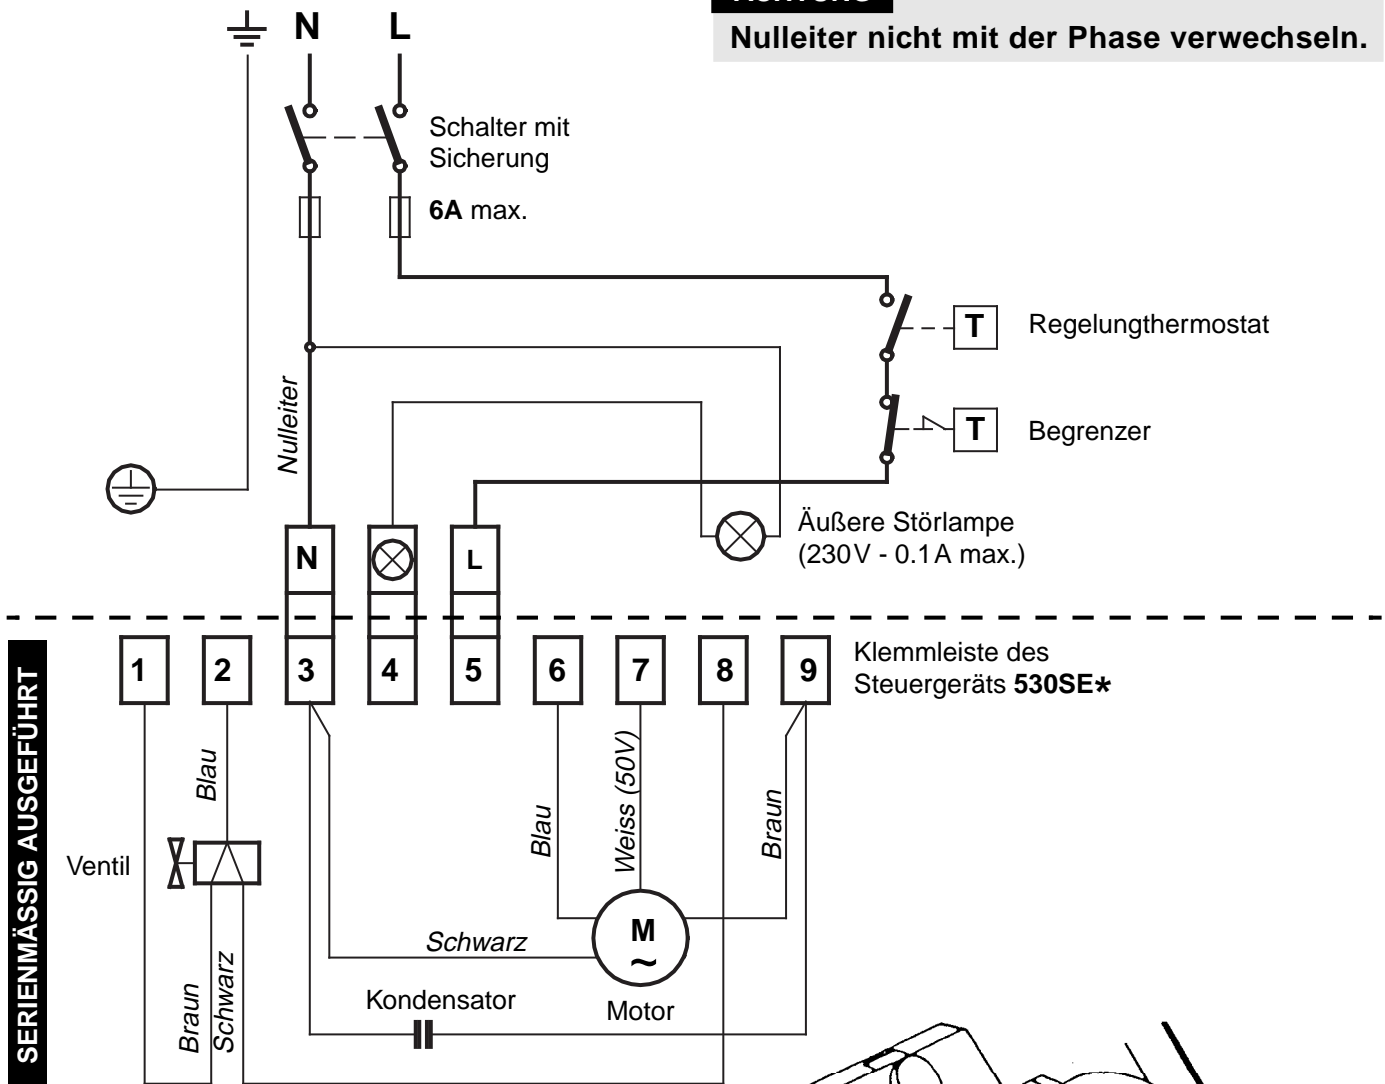 Nulleiter nicht mit der Phase verwechseln.
N
L
Schalter mit
Sicherung
6A max.
T
Regelungthermostat
Nulleiter
T
Begrenzer
Äußere Störlampe
(230V - 0.1A max.)
N
L
1
2
3
4
5
6
7
8
9
Klemmleiste des
Steuergeräts 530SE*
SERIENMÄSSIG AUSGEFÜHRT
Blau
Ventil
Braun
Schwarz
Schwarz
Kondensator
Blau
Weiss (50V)
Braun
M
~
Motor